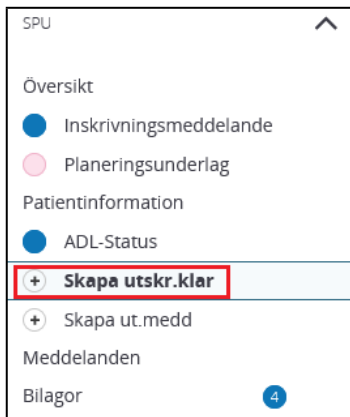 SPU
Översikt
Inskrivningsmeddelande
Planeringsunderlag
Patientinformation
ADL-Status
Skapa utskr.klar
Skapa ut.medd
Meddelanden
Bilagor 4